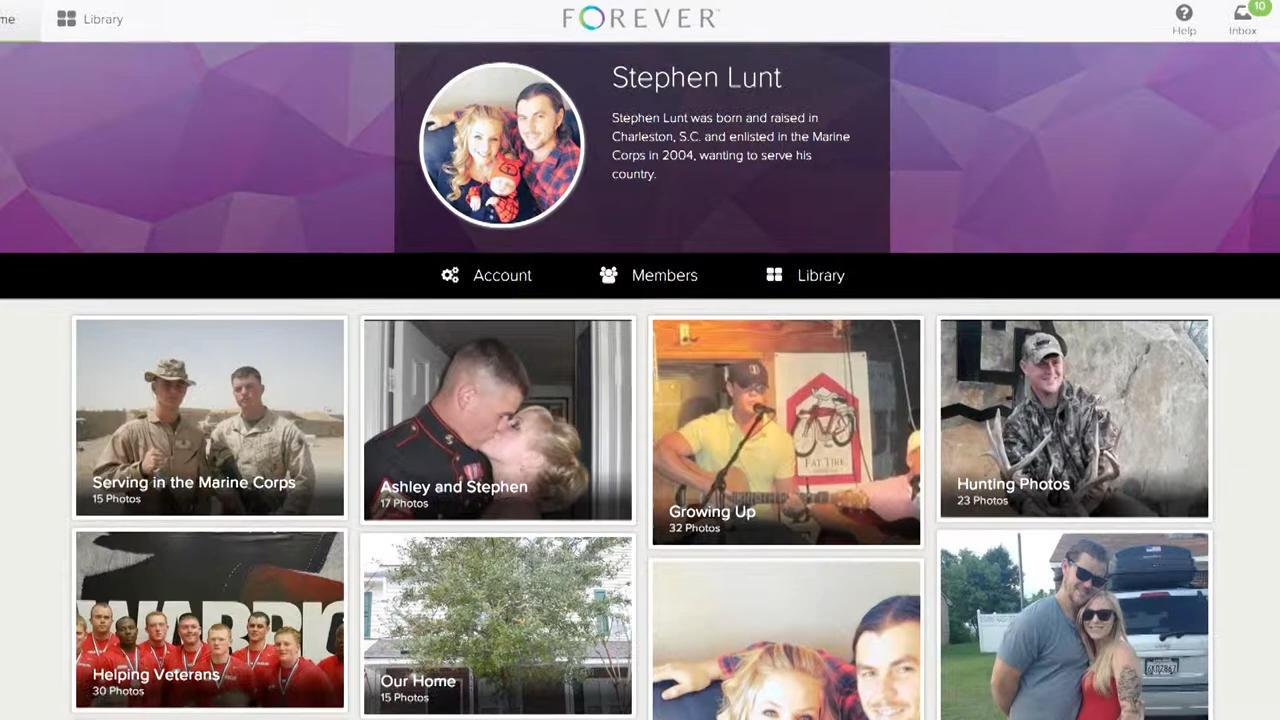 me
Library
FOREVER™
Help
10
Inbox
Stephen Lunt
Stephen Lunt was born and raised in
Charleston, S.C. and enlisted in the Marine
Corps in 2004, wanting to serve his
country.
Account
Members
Library
Serving in the Marine Corps
15 Photos
Ashley and Stephen
17 Photos
FAT TIRE
Growing Up
32 Photos
Hunting Photos
23 Photos
WARRIO
Helping Veterans
30 Photos
Our Home
15 Photos